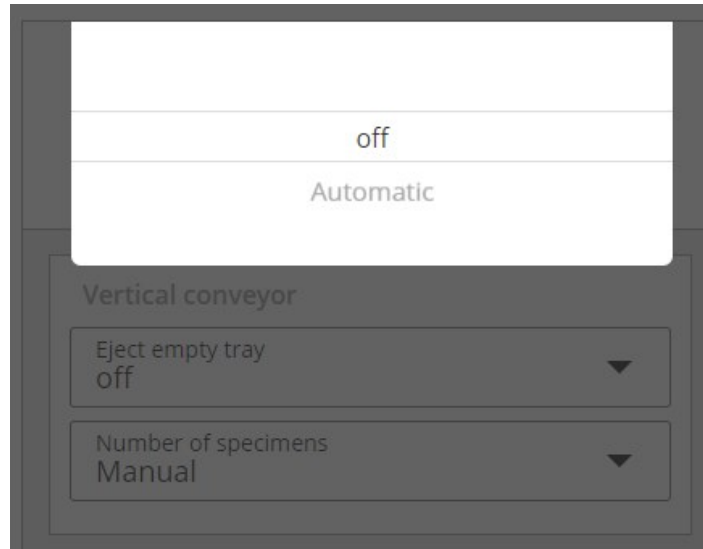 off
Automatic
Vertical conveyor
Eject empty tray
off
Number of specimens
Manual